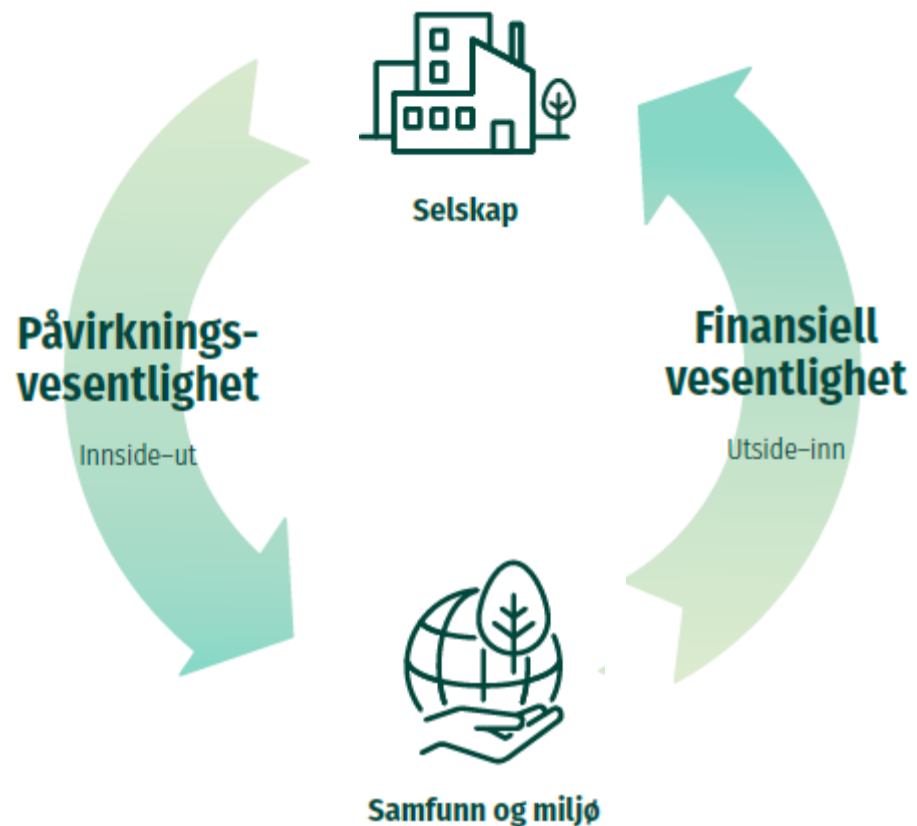 Selskap
Påvirknings-
vesentlighet
Innside–ut
Finansiell
vesentlighet
Utside–inn
Samfunn og miljø